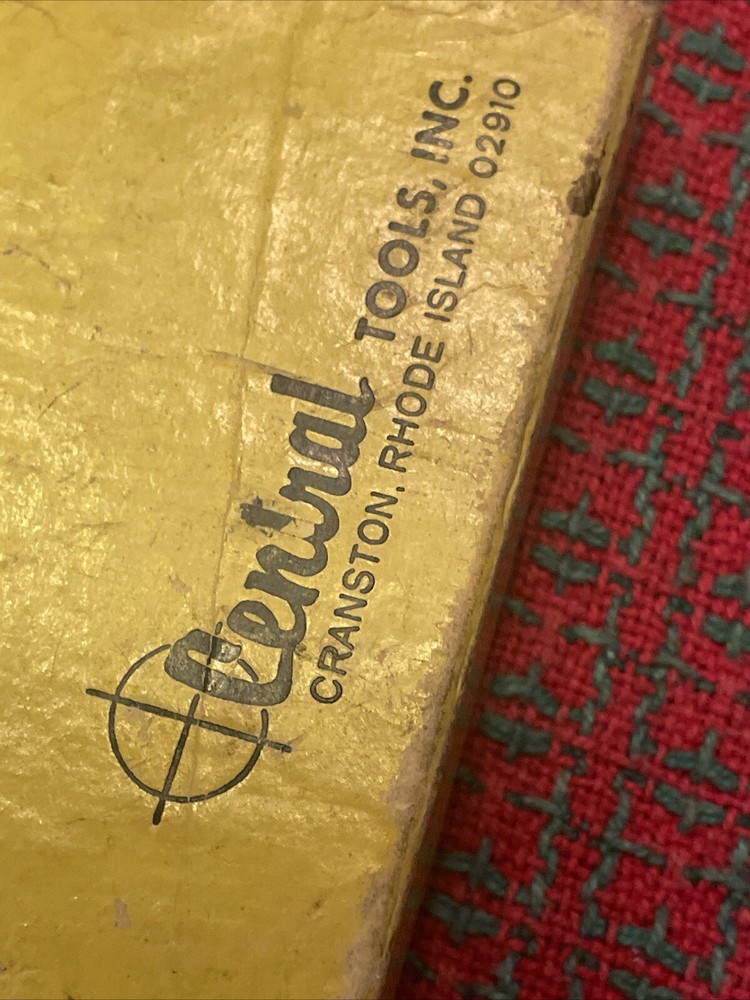 Central TOOLS, INC.
CRANSTON, RHODE ISLAND 02910